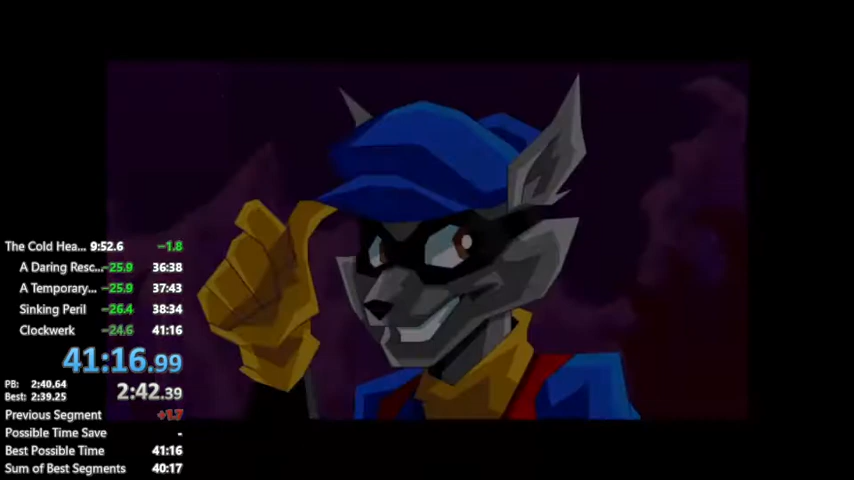 The Cold Hea... 9:52.6 −1.8
A Daring Resc... −25.9 36:38
A Temporary... −25.9 37:43
Sinking Peril −26.4 38:34
Clockwerk −24.6 41:16
41:16.99
PB: 2:40.64
Best: 2:39.25
2:42.39
Previous Segment +1.7
Possible Time Save -
Best Possible Time 41:16
Sum of Best Segments 40:17